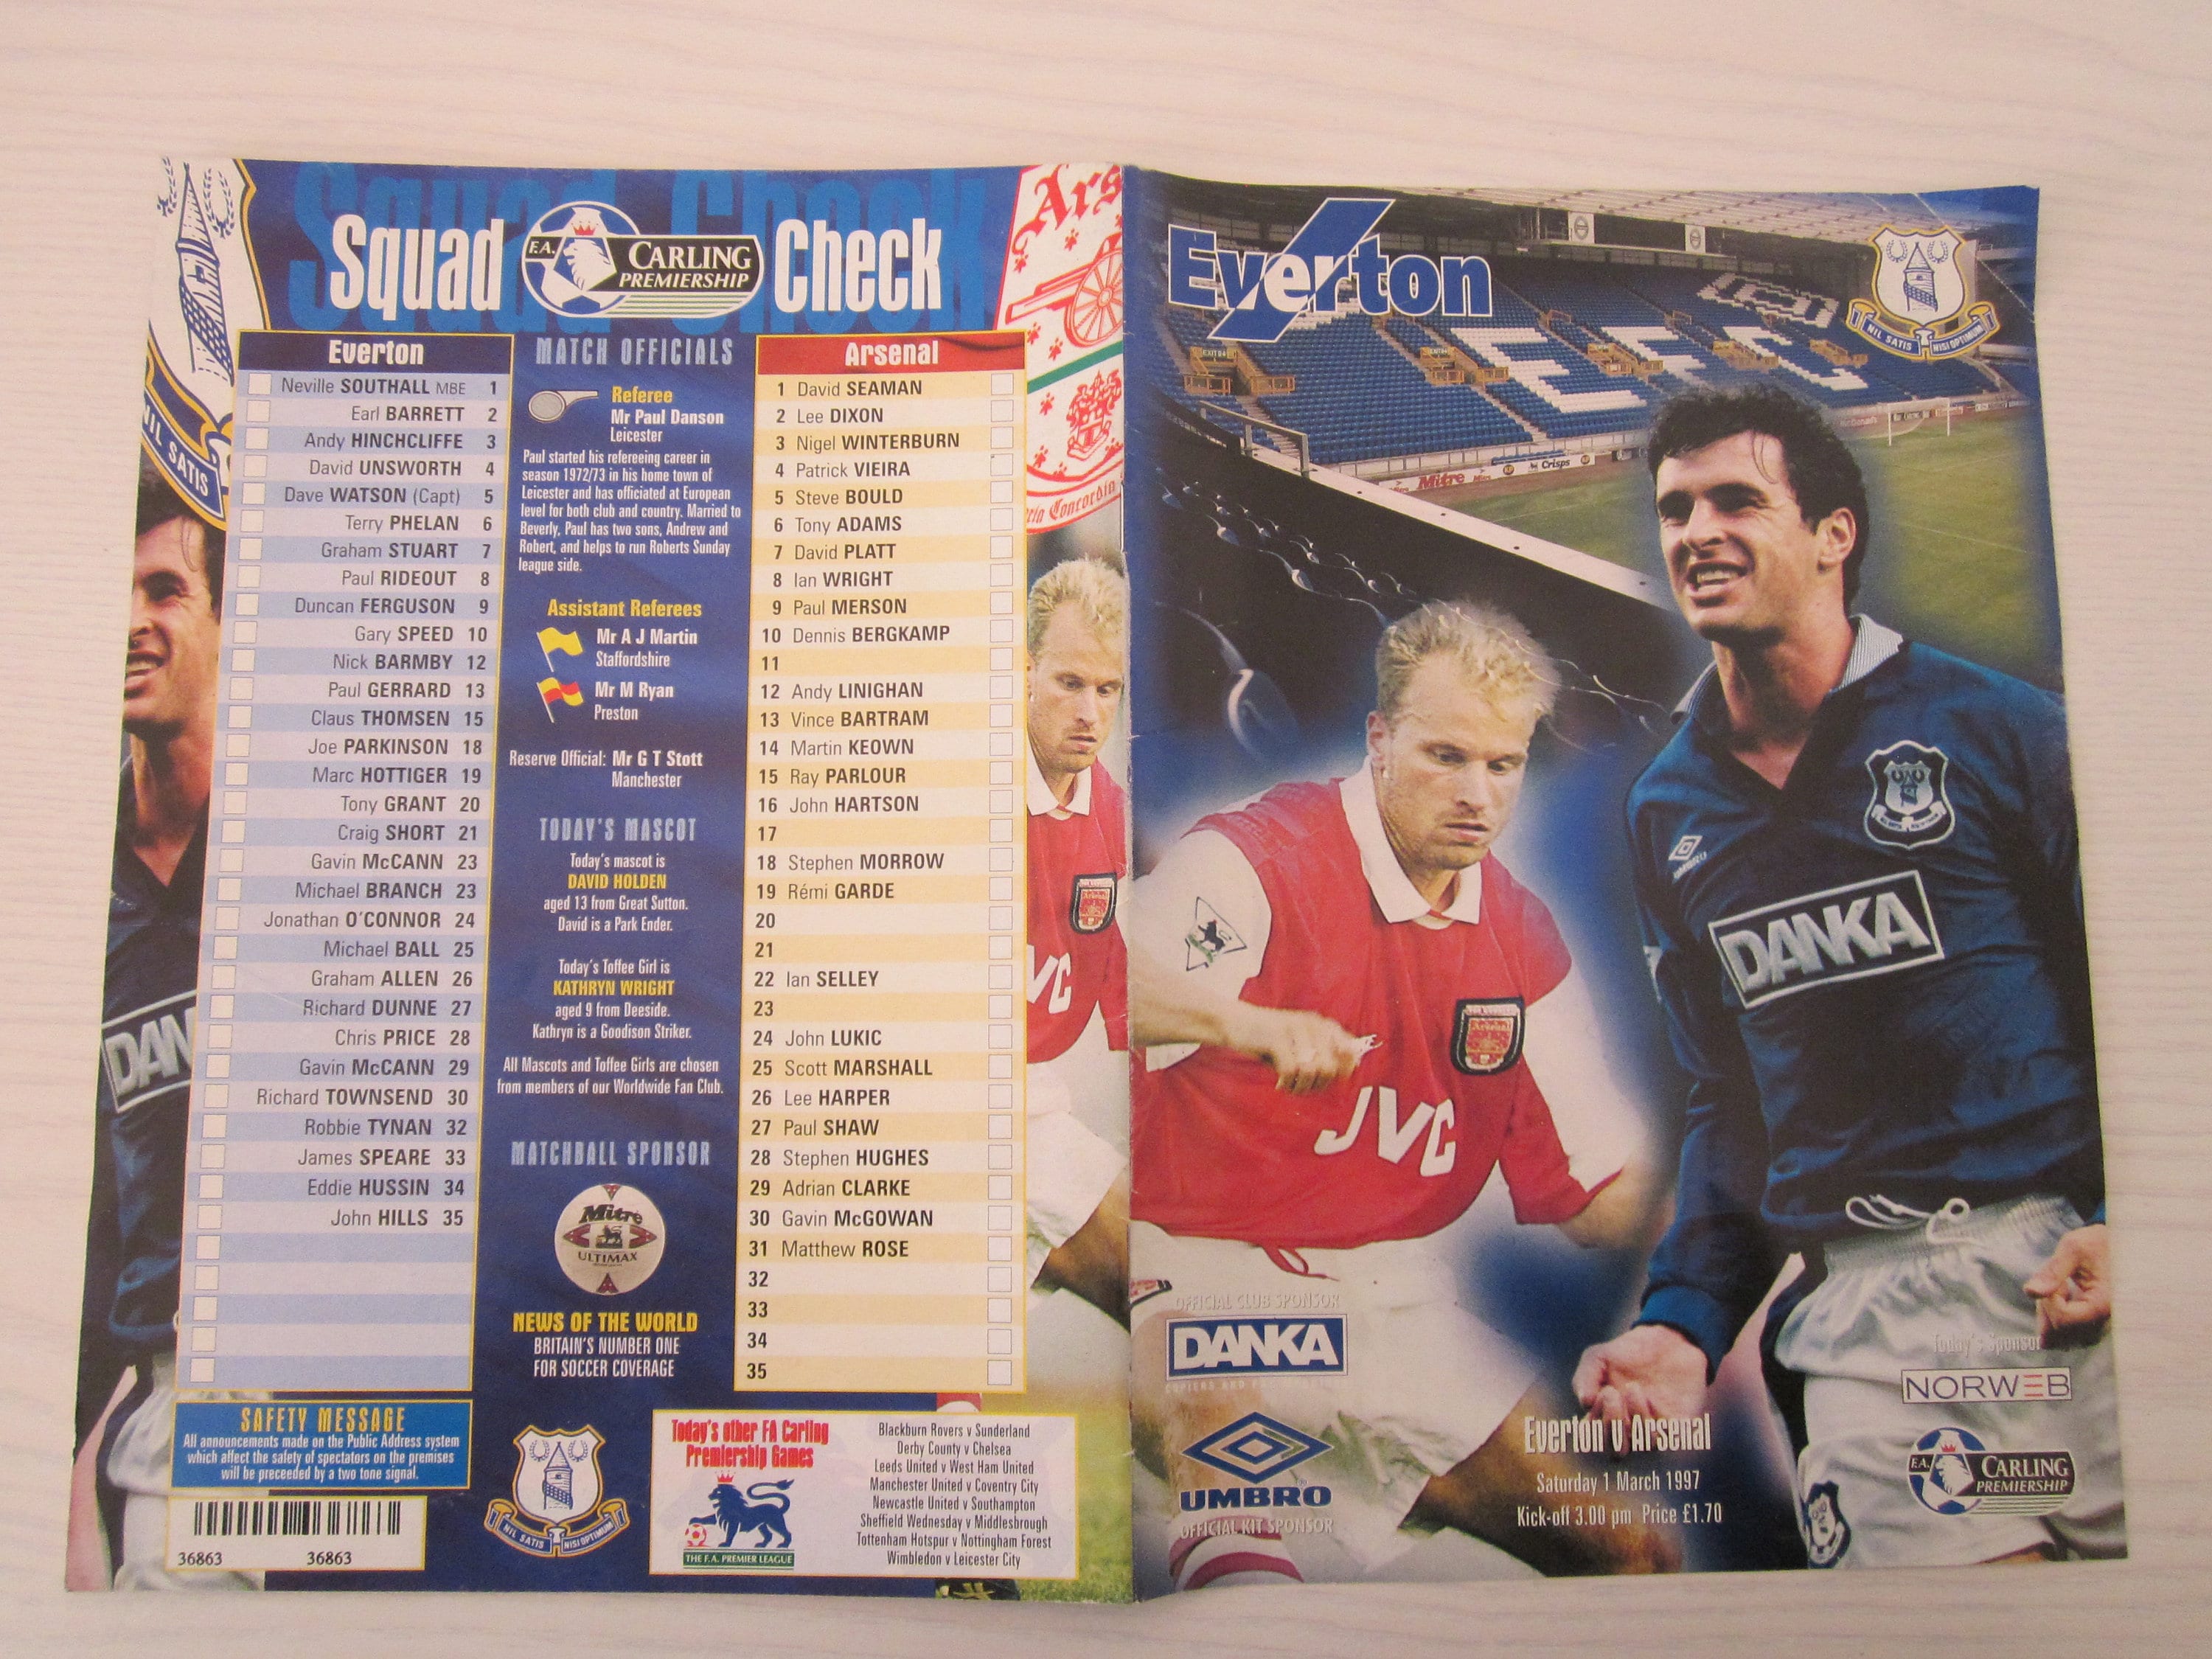 Squad Check
F.A. CARLING
PREMIERSHIP
NIL SATIS
Everton
Neville SOUTHALL MBE 1
Earl BARRETT 2
Andy HINCHCLIFFE 3
David UNSWORTH 4
Dave WATSON (Capt) 5
Terry PHELAN 6
Graham STUART 7
Paul RIDEOUT 8
Duncan FERGUSON 9
Gary SPEED 10
Nick BARMBY 12
Paul GERRARD 13
Claus THOMSEN 15
Joe PARKINSON 18
Marc HOTTIGER 19
Tony GRANT 20
Craig SHORT 21
Gavin McCANN 23
Michael BRANCH 23
Jonathan O'CONNOR 24
Michael BALL 25
Graham ALLEN 26
Richard DUNNE 27
Chris PRICE 28
Gavin McCANN 29
Richard TOWNSEND 30
Robbie TYNAN 32
James SPEARE 33
Eddie HUSSIN 34
John HILLS 35
SAFETY MESSAGE
All announcements made on the Public Address system
which affect the safety of spectators on the premises
will be preceeded by a two tone signal.
36863 36863
MATCH OFFICIALS
Referee
Mr Paul Danson
Leicester
Paul started his refereeing career in
season 1972/73 in his home town of
Leicester and has officiated at European
level for both club and country. Married to
Beverly, Paul has two sons, Andrew and
Robert, and helps to run Roberts Sunday
league side.
Assistant Referees
Mr A J Martin
Staffordshire
Mr M Ryan
Preston
Reserve Official: Mr G T Stott
Manchester
TODAY'S MASCOT
Today's mascot is
DAVID HOLDEN
aged 13 from Great Sutton.
David is a Park Ender.
Today's Toffee Girl is
KATHRYN WRIGHT
aged 9 from Deeside.
Kathryn is a Goodison Striker.
All Mascots and Toffee Girls are chosen
from members of our Worldwide Fan Club.
MATCHBALL SPONSOR
Mitre
ULTIMAX
NEWS OF THE WORLD
BRITAIN'S NUMBER ONE
FOR SOCCER COVERAGE
NIL SATIS NISI OPTIMUM
Arsenal
1 David SEAMAN
2 Lee DIXON
3 Nigel WINTERBURN
4 Patrick VIEIRA
5 Steve BOULD
6 Tony ADAMS
7 David PLATT
8 Ian WRIGHT
9 Paul MERSON
10 Dennis BERGKAMP
11
12 Andy LINIGHAN
13 Vince BARTRAM
14 Martin KEOWN
15 Ray PARLOUR
16 John HARTSON
17
18 Stephen MORROW
19 Rémi GARDE
20
21
22 Ian SELLEY
23
24 John LUKIC
25 Scott MARSHALL
26 Lee HARPER
27 Paul SHAW
28 Stephen HUGHES
29 Adrian CLARKE
30 Gavin McGOWAN
31 Matthew ROSE
32
33
34
35
Today's other FA Carling
Premiership Games
THE F.A. PREMIER LEAGUE
Blackburn Rovers v Sunderland
Derby County v Chelsea
Leeds United v West Ham United
Manchester United v Coventry City
Newcastle United v Southampton
Sheffield Wednesday v Middlesbrough
Tottenham Hotspur v Nottingham Forest
Wimbledon v Leicester City
Ars
Concordia
VC
DAN
Everton
NIL SATIS NISI OPTIMUM
EFC
Mitre
Crisps
UMBRO
DANKA
Arsenal
JVC
OFFICIAL CLUB SPONSOR
DANKA
UMBRO
OFFICIAL KIT SPONSOR
Everton v Arsenal
Saturday 1 March 1997
Kick-off 3.00 pm Price £1.70
Today's Sponsor
NORWEB
F.A. CARLING
PREMIERSHIP